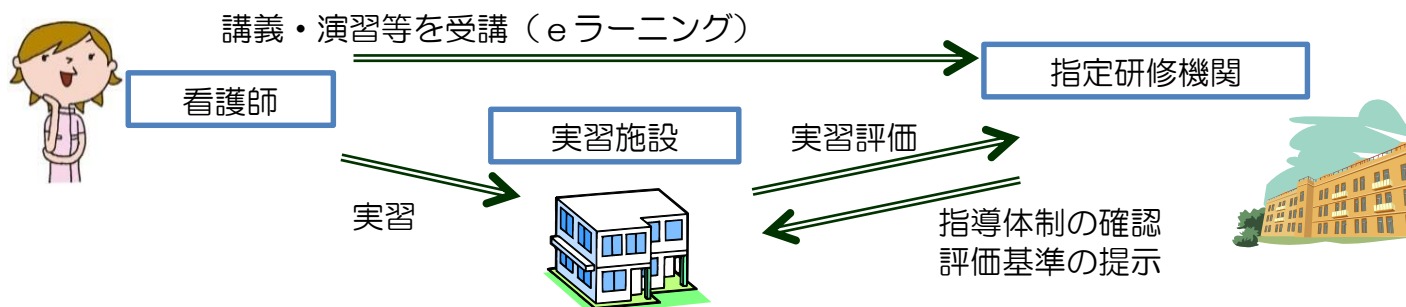 講義・演習等を受講（ｅラーニング）
看護師
指定研修機関
実習施設
実習評価
実習
指導体制の確認
評価基準の提示